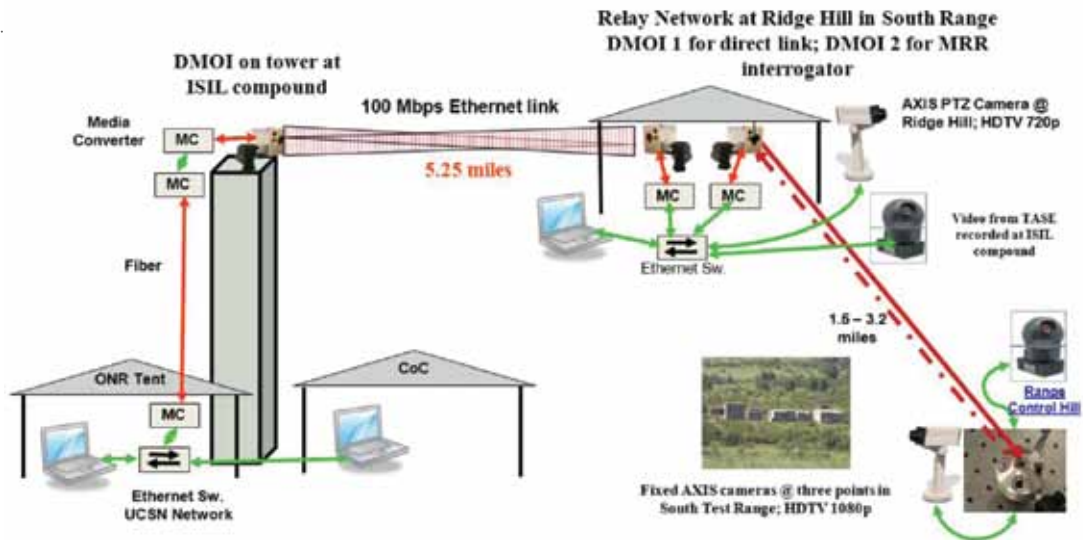 Relay Network at Ridge Hill in South Range
DMOI 1 for direct link; DMOI 2 for MRR
interrogator
DMOI on tower at
ISIL compound
100 Mbps Ethernet link
5.25 miles
Media
Converter
MC
MC
AXIS PTZ Camera @
Ridge Hill; HDTV 720p
MC
MC
Ethernet Sw.
Video from TASE
recorded at ISIL
compound
Fiber
1.5 – 3.2
miles
ONR Tent
CoC
MC
Range
Control Hill
Ethernet Sw.
UCSN Network
Fixed AXIS cameras @ three points in
South Test Range; HDTV 1080p